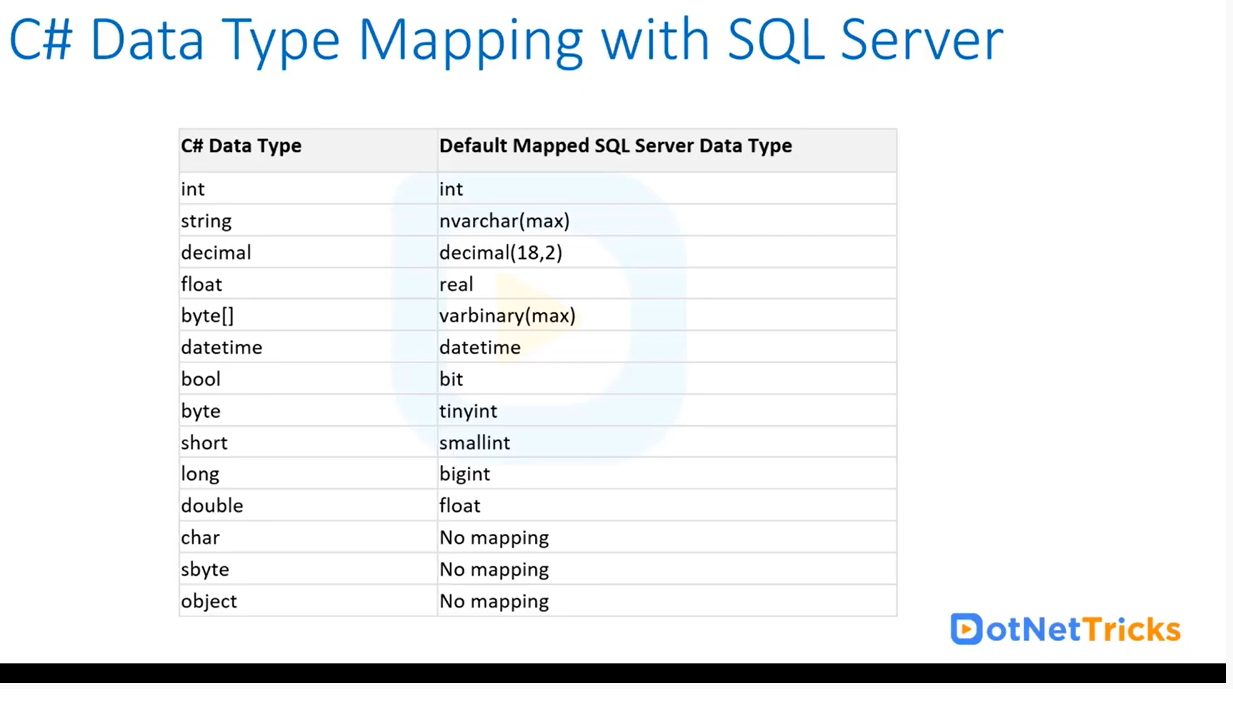 C# Data Type Mapping with SQL Server
C# Data Type Default Mapped SQL Server Data Type
int int
string nvarchar(max)
decimal decimal(18,2)
float real
byte[] varbinary(max)
datetime datetime
bool bit
byte tinyint
short smallint
long bigint
double float
char No mapping
sbyte No mapping
object No mapping
DotNetTricks